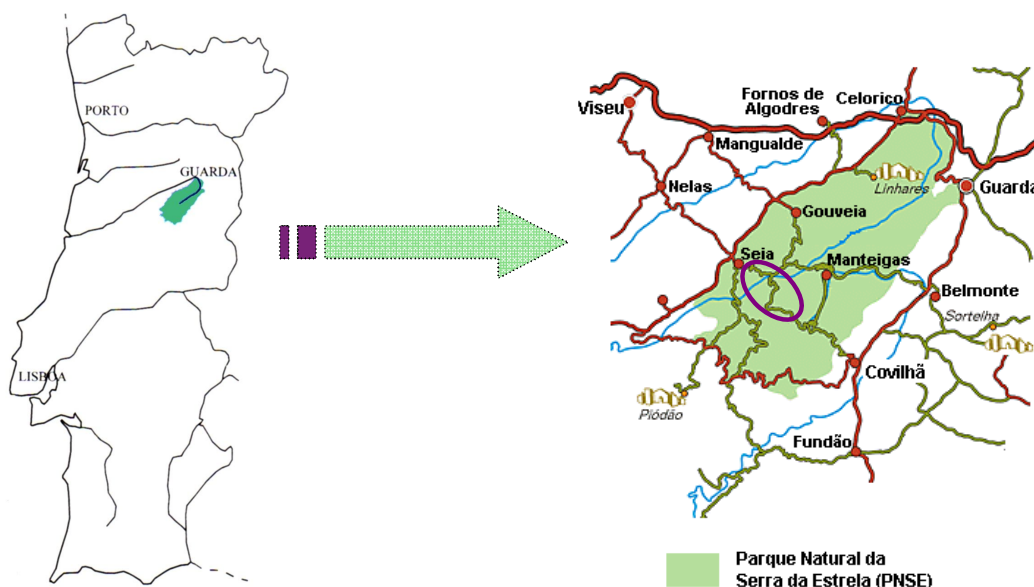 PORTO
GUARDA
LISBOA
Fornos de
Algodres
Celorico
Viseu
Mangualde
Linhares
Guarda
Nelas
Gouveia
Seia
Manteigas
Belmonte
Sortelha
Covilhã
Piódão
Fundão
Parque Natural da
Serra da Estrela (PNSE)